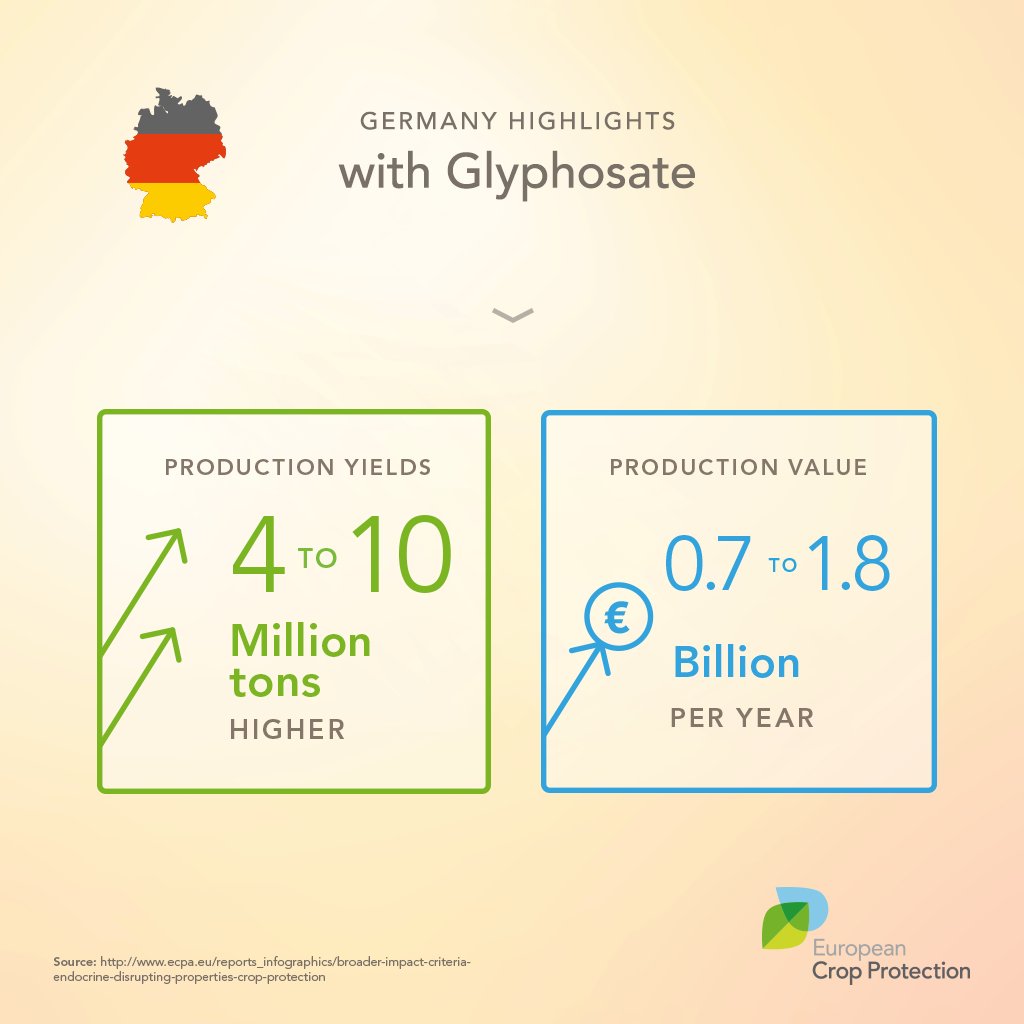 GERMANY HIGHLIGHTS
with Glyphosate
PRODUCTION YIELDS
4 TO 10
Million
tons
HIGHER
PRODUCTION VALUE
€
0.7 TO 1.8
Billion
PER YEAR
Source: http://www.ecpa.eu/reports_infographics/broader-impact-criteria-
endocrine-disrupting-properties-crop-protection
European
Crop Protection